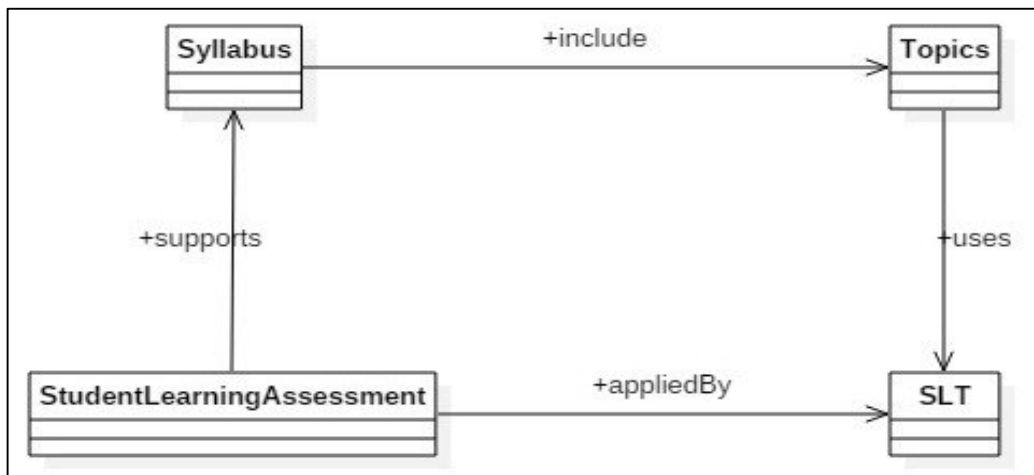 Syllabus
+include
Topics
+supports
+uses
StudentLearningAssessment
+appliedBy
SLT